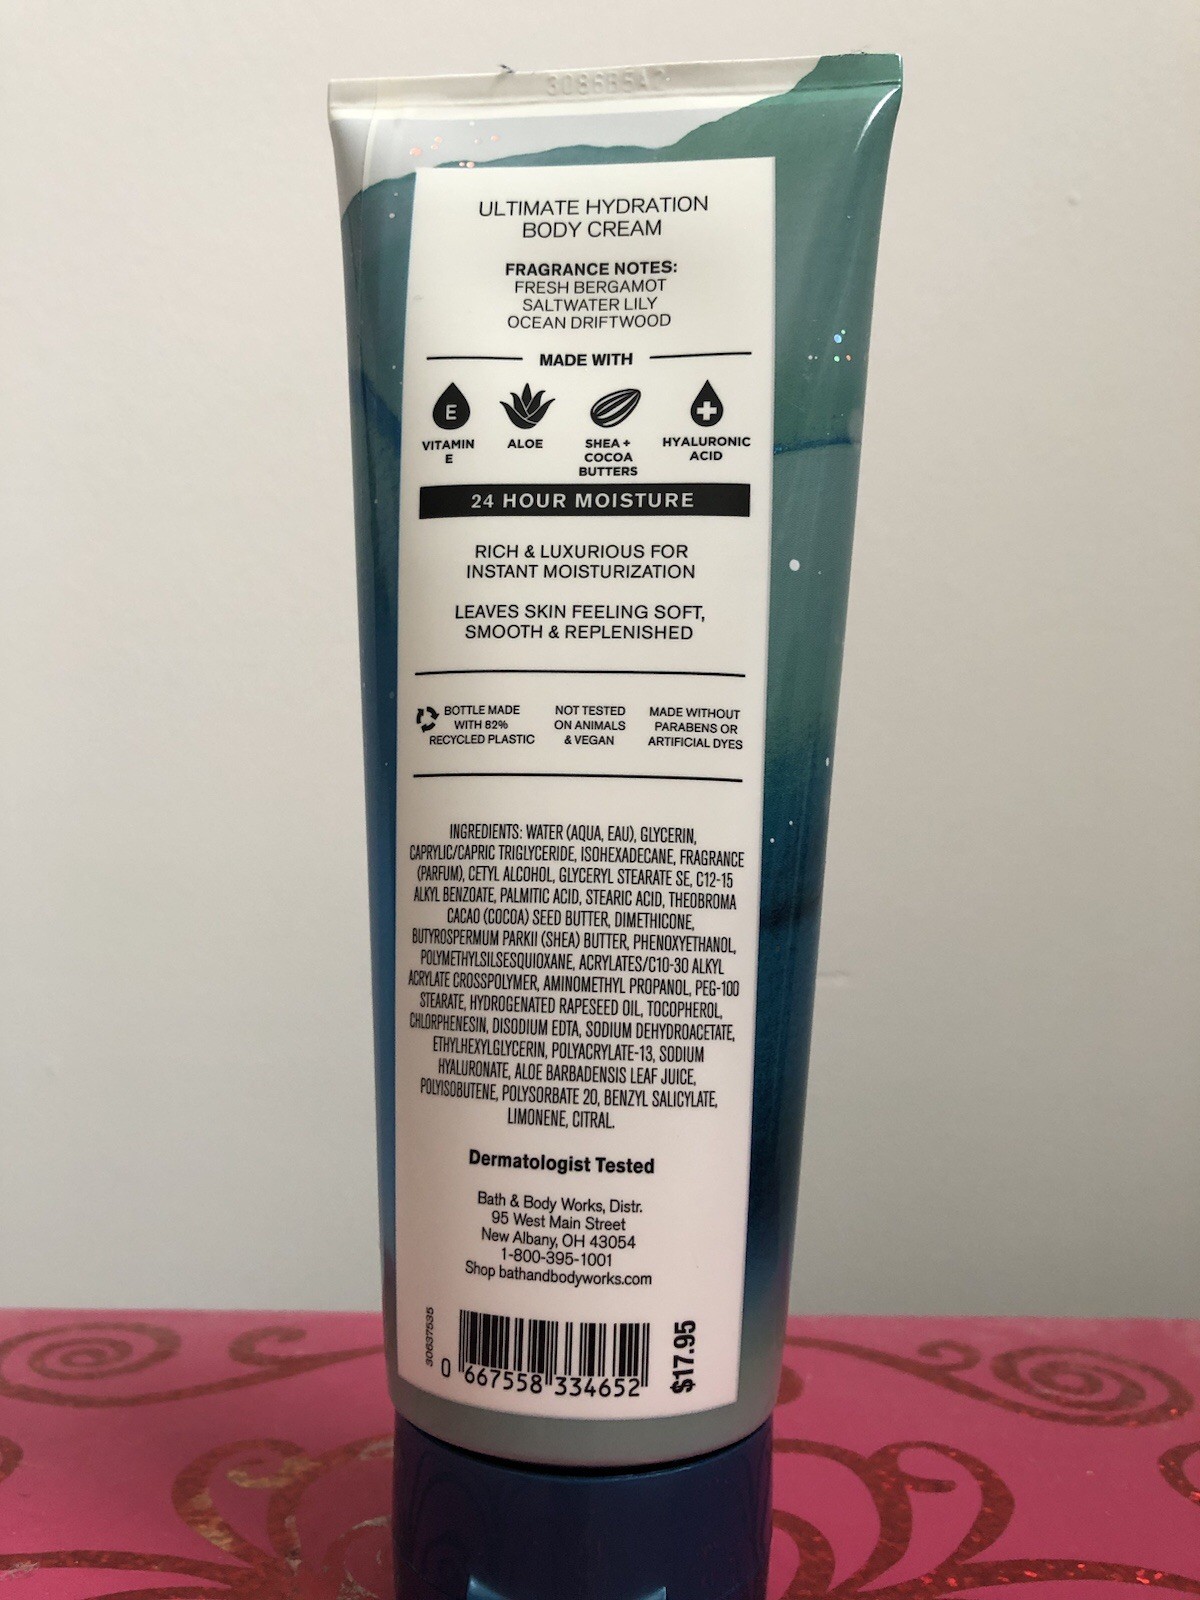 ULTIMATE HYDRATION
BODY CREAM
FRAGRANCE NOTES:
FRESH BERGAMOT
SALTWATER LILY
OCEAN DRIFTWOOD
MADE WITH
E
VITAMIN
E
ALOE
SHEA +
COCOA
BUTTERS
HYALURONIC
ACID
24 HOUR MOISTURE
RICH & LUXURIOUS FOR
INSTANT MOISTURIZATION
LEAVES SKIN FEELING SOFT,
SMOOTH & REPLENISHED
BOTTLE MADE
WITH 82%
RECYCLED PLASTIC
NOT TESTED
ON ANIMALS
& VEGAN
MADE WITHOUT
PARABENS OR
ARTIFICIAL DYES
INGREDIENTS: WATER (AQUA, EAU), GLYCERIN,
CAPRYLIC/CAPRIC TRIGLYCERIDE, ISOHEXADECANE, FRAGRANCE
(PARFUM), CETYL ALCOHOL, GLYCERYL STEARATE SE, C12-15
ALKYL BENZOATE, PALMITIC ACID, STEARIC ACID, THEOBROMA
CACAO (COCOA) SEED BUTTER, DIMETHICONE,
BUTYROSPERMUM PARKII (SHEA) BUTTER, PHENOXYETHANOL,
POLYMETHYLSILSESQUIOXANE, ACRYLATES/C10-30 ALKYL
ACRYLATE CROSSPOLYMER, AMINOMETHYL PROPANOL, PEG-100
STEARATE, HYDROGENATED RAPESEED OIL, TOCOPHEROL,
CHLORPHENESIN, DISODIUM EDTA, SODIUM DEHYDROACETATE,
ETHYLHEXYLGLYCERIN, POLYACRYLATE-13, SODIUM
HYALURONATE, ALOE BARBADENSIS LEAF JUICE,
POLYISOBUTENE, POLYSORBATE 20, BENZYL SALICYLATE,
LIMONENE, CITRAL.
Dermatologist Tested
Bath & Body Works, Distr.
95 West Main Street
New Albany, OH 43054
1-800-395-1001
Shop bathandbodyworks.com
30637535
0 667558 334652
$17.95